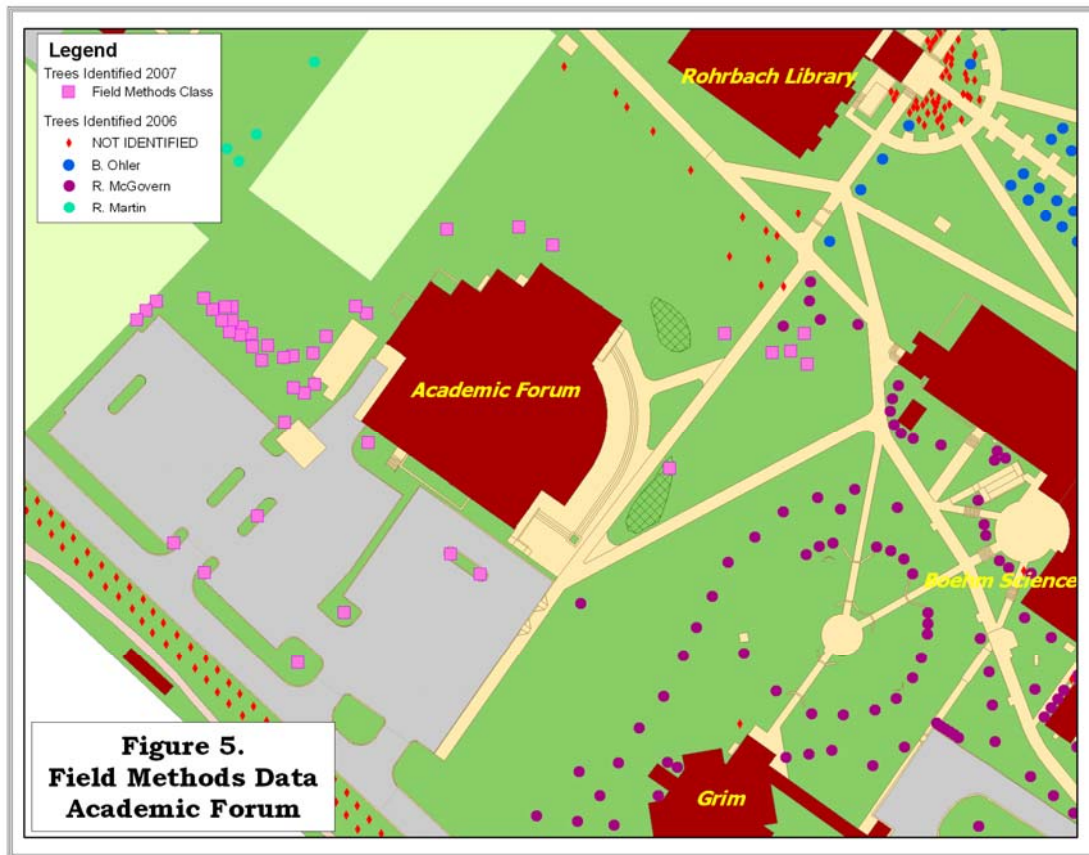 Legend
Trees Identified 2007
Field Methods Class
Trees Identified 2006
NOT IDENTIFIED
B. Ohler
R. McGovern
R. Martin
Rohrbach Library
Academic Forum
Boehm Science
Grim
Figure 5.
Field Methods Data
Academic Forum